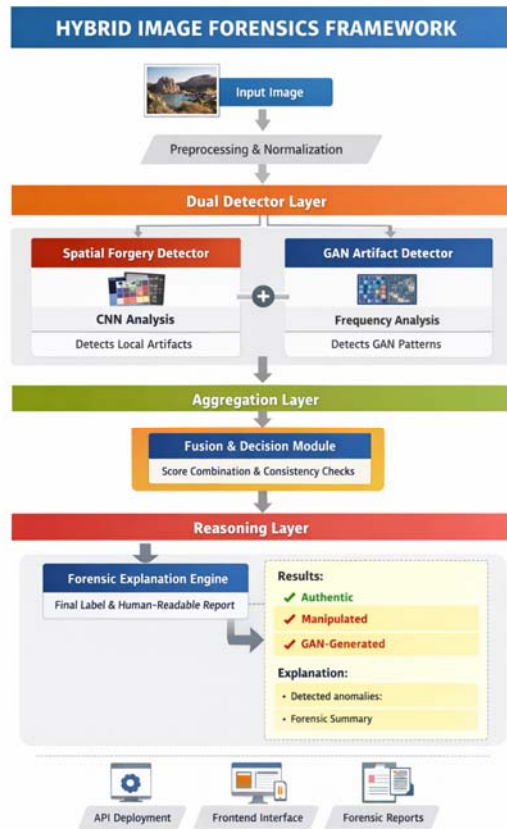 HYBRID IMAGE FORENSICS FRAMEWORK
Input Image
Preprocessing & Normalization
Dual Detector Layer
Spatial Forgery Detector
CNN Analysis
Detects Local Artifacts
GAN Artifact Detector
Frequency Analysis
Detects GAN Patterns
Aggregation Layer
Fusion & Decision Module
Score Combination & Consistency Checks
Reasoning Layer
Forensic Explanation Engine
Final Label & Human-Readable Report
Results:
✓ Authentic
✓ Manipulated
✓ GAN-Generated
Explanation:
• Detected anomalies:
• Forensic Summary
API Deployment
Frontend Interface
Forensic Reports